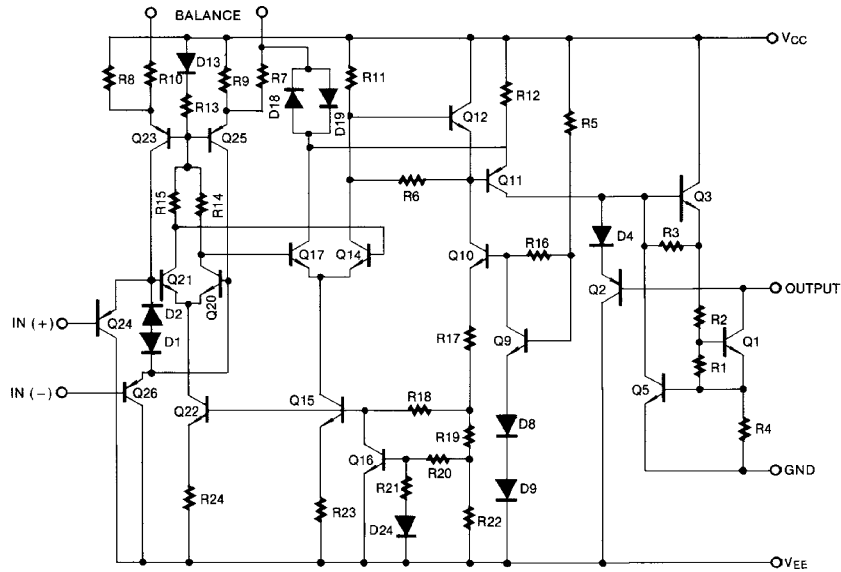 BALANCE
VCC
R8
R10
D13
R9
R7
R11
R12
R5
D18
D19
R13
Q12
Q23
Q25
Q11
Q3
R6
R15
R14
R3
D4
Q17
Q14
Q10
R16
Q21
Q20
Q2
OUTPUT
D2
D1
IN (+)
Q24
R17
Q9
R2
Q1
R1
IN (-)
Q26
Q22
Q15
R18
Q5
D8
R4
R19
Q16
R20
R21
D9
GND
R24
R23
D24
R22
VEE